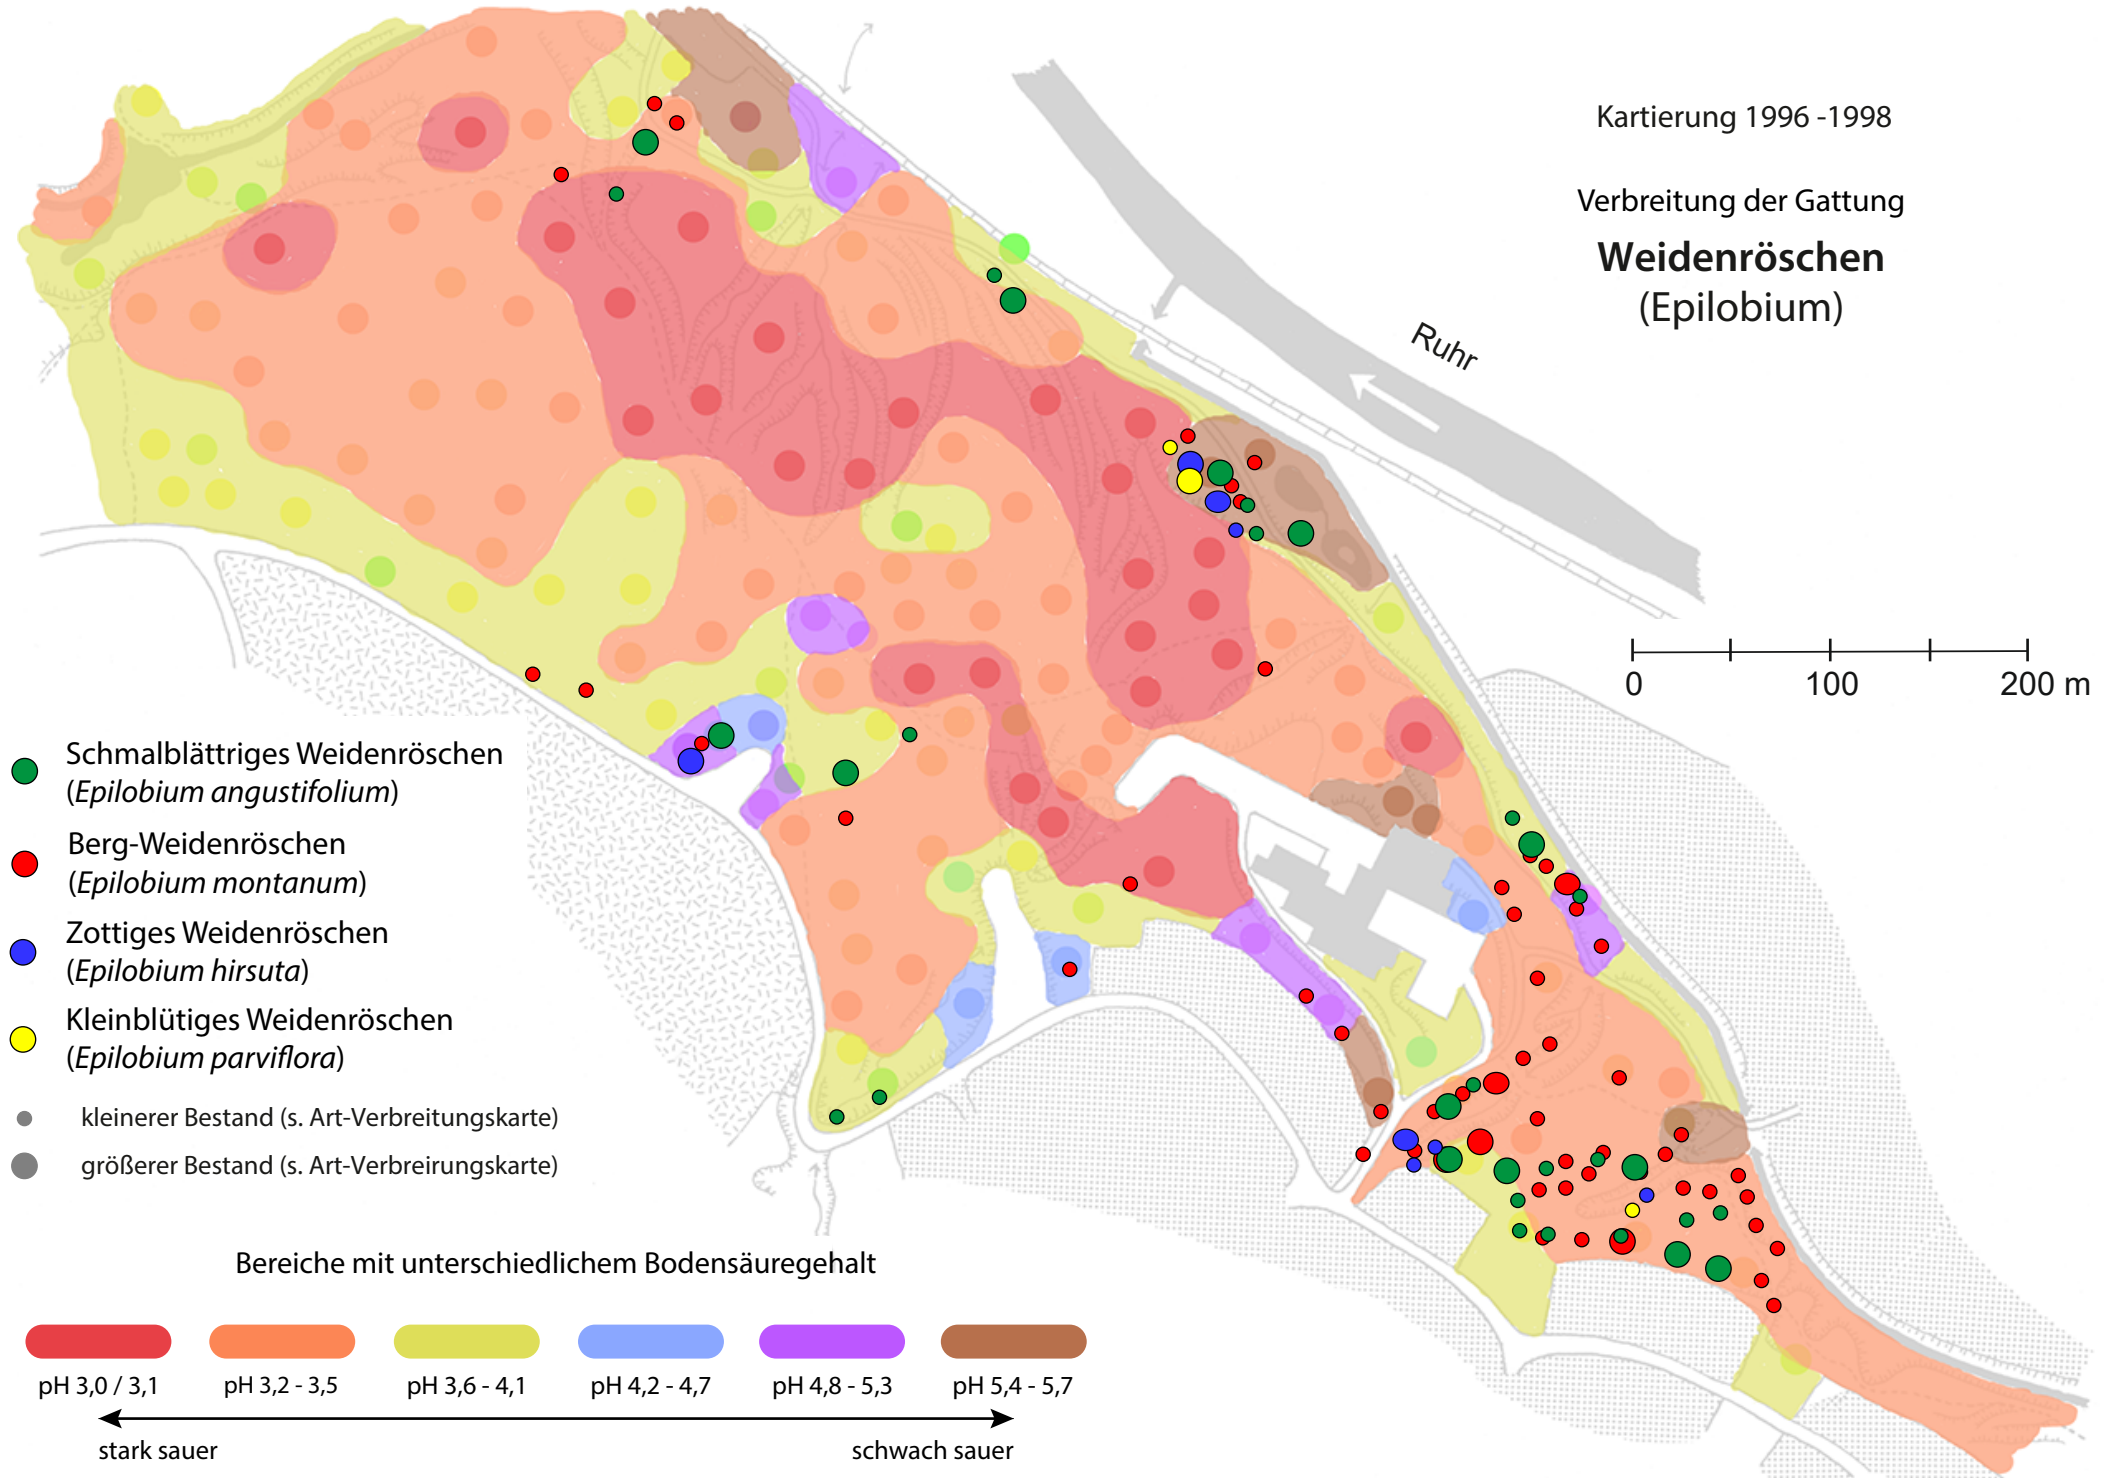 Kartierung 1996 -1998
Verbreitung der Gattung
Weidenröschen
(Epilobium)
Ruhr
0
100
200 m
Schmalblättriges Weidenröschen
(Epilobium angustifolium)
Berg-Weidenröschen
(Epilobium montanum)
Zottiges Weidenröschen
(Epilobium hirsuta)
Kleinblütiges Weidenröschen
(Epilobium parviflora)
kleinerer Bestand (s. Art-Verbreitungskarte)
größerer Bestand (s. Art-Verbreirungskarte)
Bereiche mit unterschiedlichem Bodensäuregehalt
pH 3,0 / 3,1
pH 3,2 - 3,5
pH 3,6 - 4,1
pH 4,2 - 4,7
pH 4,8 - 5,3
pH 5,4 - 5,7
stark sauer
schwach sauer